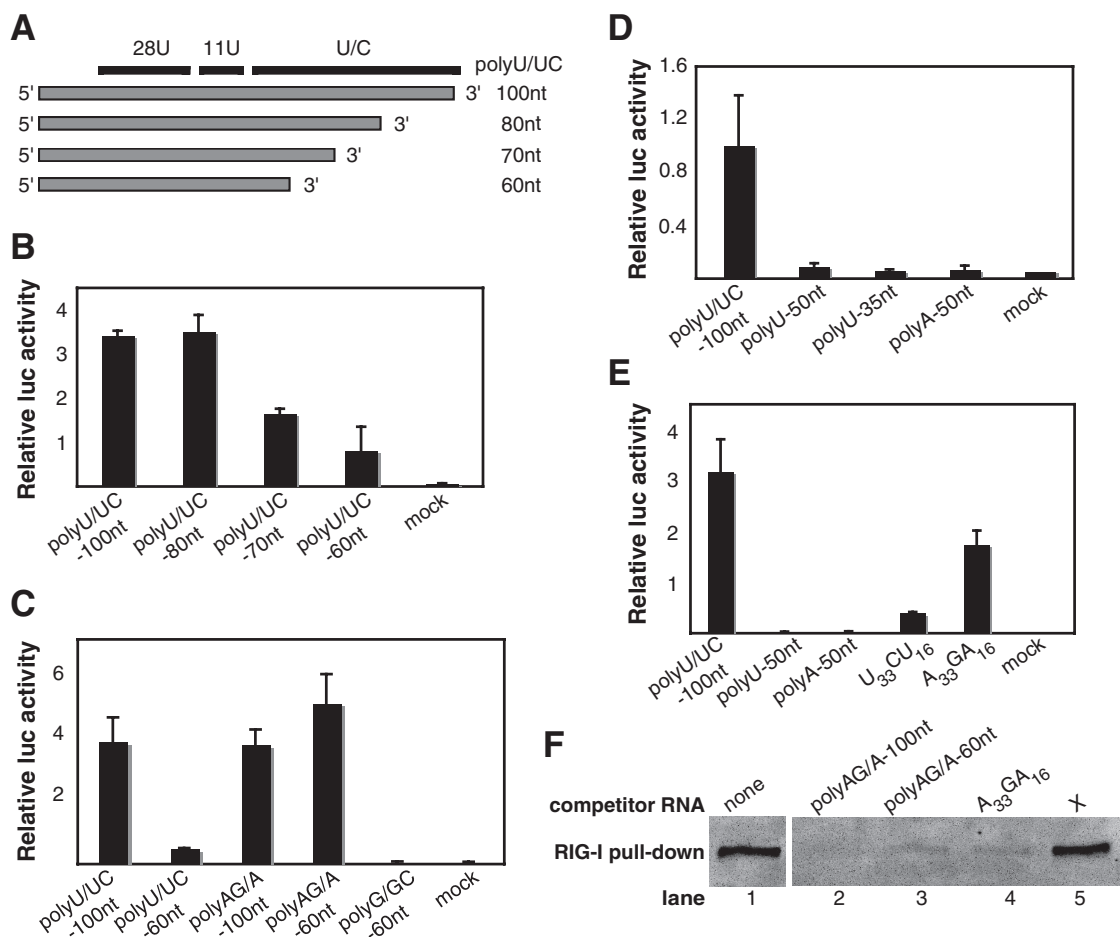 A
28U 11U U/C
polyU/UC
5' 3' 100nt
5' 3' 80nt
5' 3' 70nt
5' 3' 60nt
B
Relative luc activity
4
3
2
1
polyU/UC
-100nt
polyU/UC
-80nt
polyU/UC
-70nt
polyU/UC
-60nt
mock
C
Relative luc activity
6
4
2
polyU/UC
-100nt
polyU/UC
-60nt
polyAG/A
-100nt
polyAG/A
-60nt
polyG/GC
-60nt
mock
D
Relative luc activity
1.6
1.2
0.8
0.4
polyU/UC
-100nt
polyU-50nt
polyU-35nt
polyA-50nt
mock
E
Relative luc activity
4
3
2
1
polyU/UC
-100nt
polyU-50nt
polyA-50nt
U33CU16
A33GA16
mock
F
competitor RNA none polyAG/A-100nt polyAG/A-60nt A33GA16 X
RIG-I pull-down
lane 1 2 3 4 5